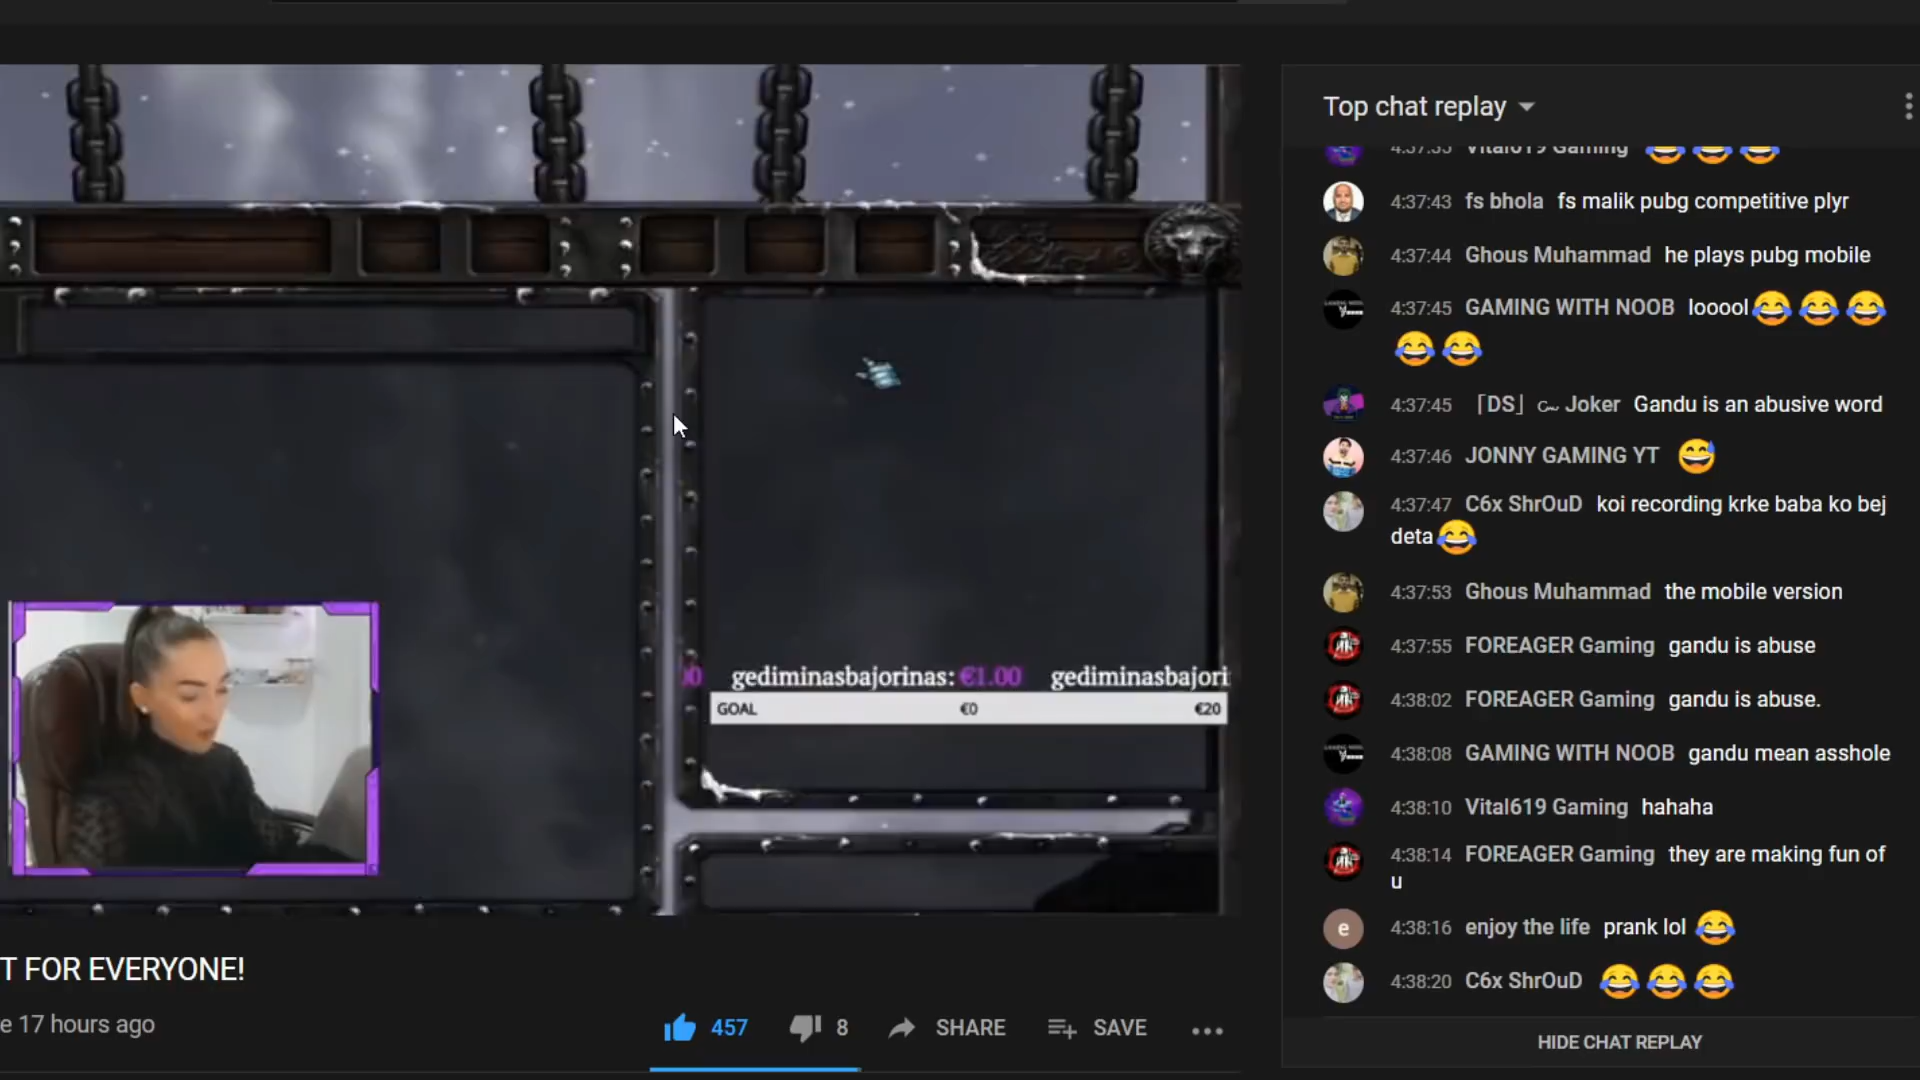 Top chat replay
4:37:35 Vital619 Gaming 😂😂😂
4:37:43 fs bhola fs malik pubg competitive plyr
4:37:44 Ghous Muhammad he plays pubg mobile
4:37:45 GAMING WITH NOOB looool😂😂😂
😂😂
4:37:45 「DS」 Joker Gandu is an abusive word
4:37:46 JONNY GAMING YT 😅
4:37:47 C6x ShrOuD koi recording krke baba ko bej
deta😂
4:37:53 Ghous Muhammad the mobile version
4:37:55 FOREAGER Gaming gandu is abuse
4:38:02 FOREAGER Gaming gandu is abuse.
4:38:08 GAMING WITH NOOB gandu mean asshole
4:38:10 Vital619 Gaming hahaha
4:38:14 FOREAGER Gaming they are making fun of
u
4:38:16 enjoy the life prank lol 😂
4:38:20 C6x ShrOuD 😂😂😂
HIDE CHAT REPLAY
gediminasbajorinas: €1.00 gediminasbajori
GOAL €0 €20
T FOR EVERYONE!
e 17 hours ago
457 8 SHARE SAVE